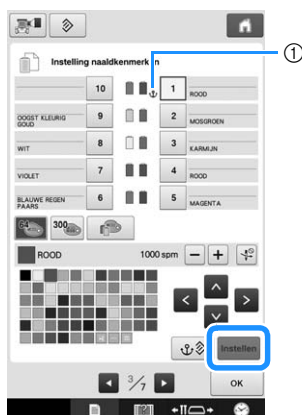 Instelling naaldkenmerken
①
10
1
ROOD
OOGST KLEURIG
GOUD
9
2
MOSGROEN
WIT
8
3
KARMIJN
VIOLET
7
4
ROOD
BLAUWE REGEN
PAARS
6
5
MAGENTA
64
300
ROOD
1000 spm
Instellen
3/7
OK